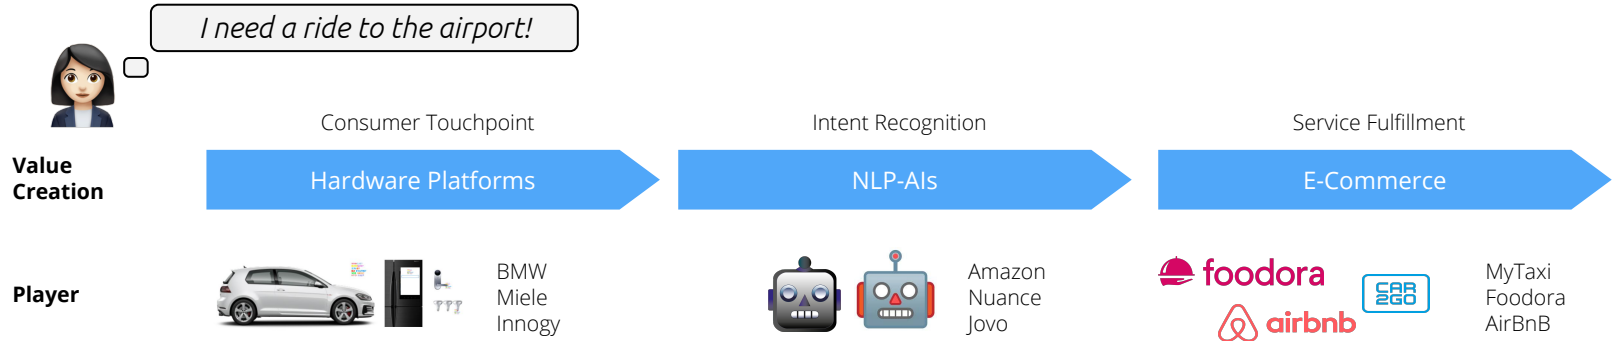 I need a ride to the airport!
Consumer Touchpoint
Intent Recognition
Service Fulfillment
Value
Creation
Hardware Platforms
NLP-AIs
E-Commerce
Player
BMW
Miele
Innogy
Amazon
Nuance
Jovo
foodora
CAR
2GO
airbnb
MyTaxi
Foodora
AirBnB